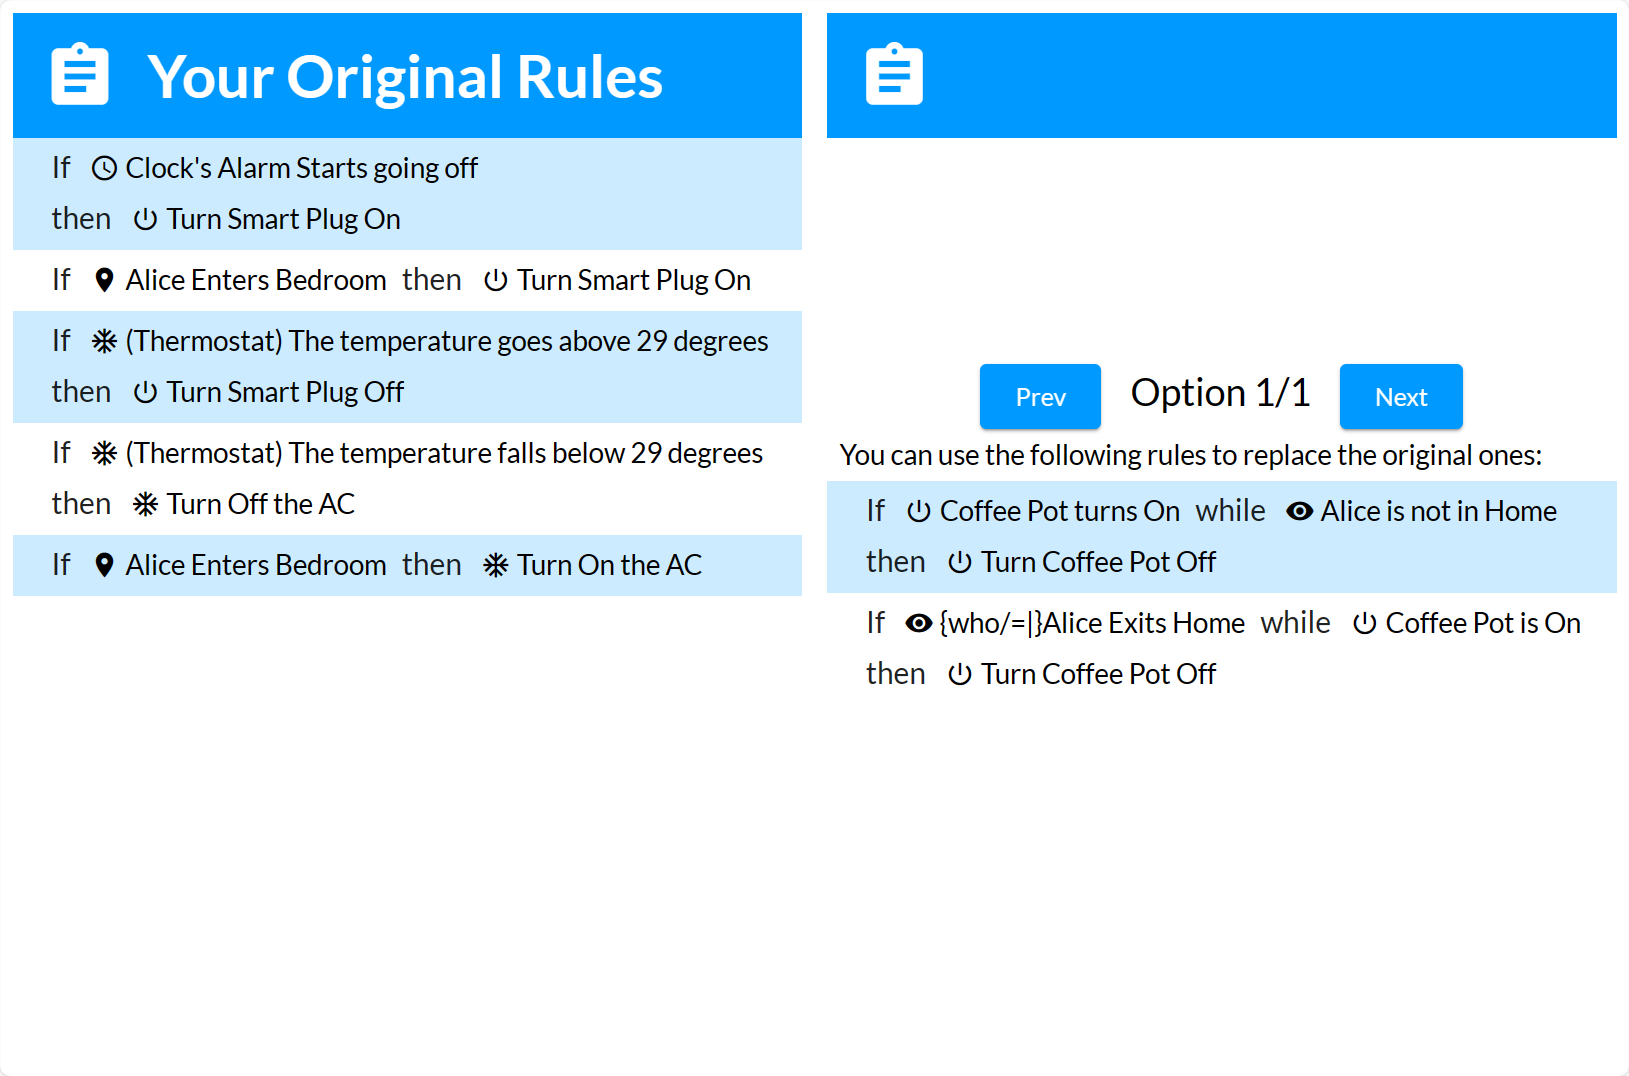 Your Original Rules
If Clock's Alarm Starts going off
then Turn Smart Plug On
If Alice Enters Bedroom then Turn Smart Plug On
If (Thermostat) The temperature goes above 29 degrees
then Turn Smart Plug Off
If (Thermostat) The temperature falls below 29 degrees
then Turn Off the AC
If Alice Enters Bedroom then Turn On the AC
Prev Option 1/1 Next
You can use the following rules to replace the original ones:
If Coffee Pot turns On while Alice is not in Home
then Turn Coffee Pot Off
If {who/=|}Alice Exits Home while Coffee Pot is On
then Turn Coffee Pot Off